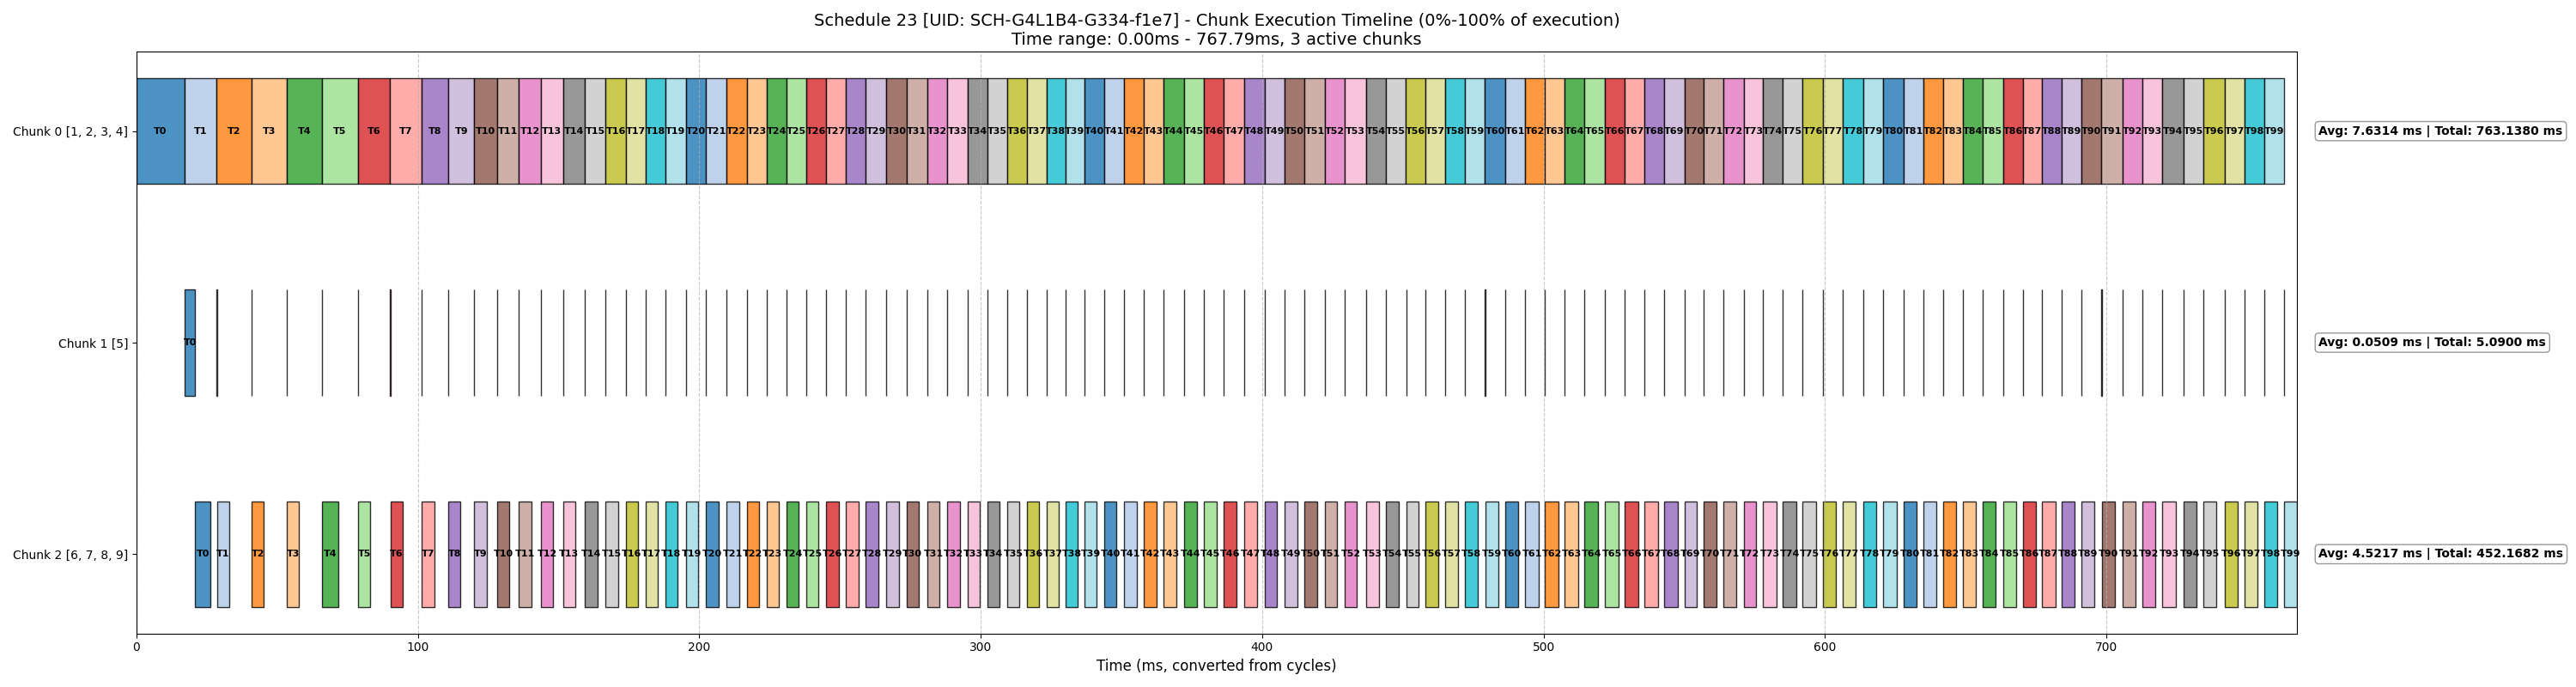 Schedule 23 [UID: SCH-G4L1B4-G334-f1e7] - Chunk Execution Timeline (0%-100% of execution)
Time range: 0.00ms - 767.79ms, 3 active chunks
Chunk 0 [1, 2, 3, 4]
T0 T1 T2 T3 T4 T5 T6 T7 T8 T9 T10 T11 T12 T13 T14 T15 T16 T17 T18 T19 T20 T21 T22 T23 T24 T25 T26 T27 T28 T29 T30 T31 T32 T33 T34 T35 T36 T37 T38 T39 T40 T41 T42 T43 T44 T45 T46 T47 T48 T49 T50 T51 T52 T53 T54 T55 T56 T57 T58 T59 T60 T61 T62 T63 T64 T65 T66 T67 T68 T69 T70 T71 T72 T73 T74 T75 T76 T77 T78 T79 T80 T81 T82 T83 T84 T85 T86 T87 T88 T89 T90 T91 T92 T93 T94 T95 T96 T97 T98 T99
Avg: 7.6314 ms | Total: 763.1380 ms
Chunk 1 [5]
T0
Avg: 0.0509 ms | Total: 5.0900 ms
Chunk 2 [6, 7, 8, 9]
T0 T1 T2 T3 T4 T5 T6 T7 T8 T9 T10 T11 T12 T13 T14 T15 T16 T17 T18 T19 T20 T21 T22 T23 T24 T25 T26 T27 T28 T29 T30 T31 T32 T33 T34 T35 T36 T37 T38 T39 T40 T41 T42 T43 T44 T45 T46 T47 T48 T49 T50 T51 T52 T53 T54 T55 T56 T57 T58 T59 T60 T61 T62 T63 T64 T65 T66 T67 T68 T69 T70 T71 T72 T73 T74 T75 T76 T77 T78 T79 T80 T81 T82 T83 T84 T85 T86 T87 T88 T89 T90 T91 T92 T93 T94 T95 T96 T97 T98 T99
Avg: 4.5217 ms | Total: 452.1682 ms
0 100 200 300 400 500 600 700
Time (ms, converted from cycles)